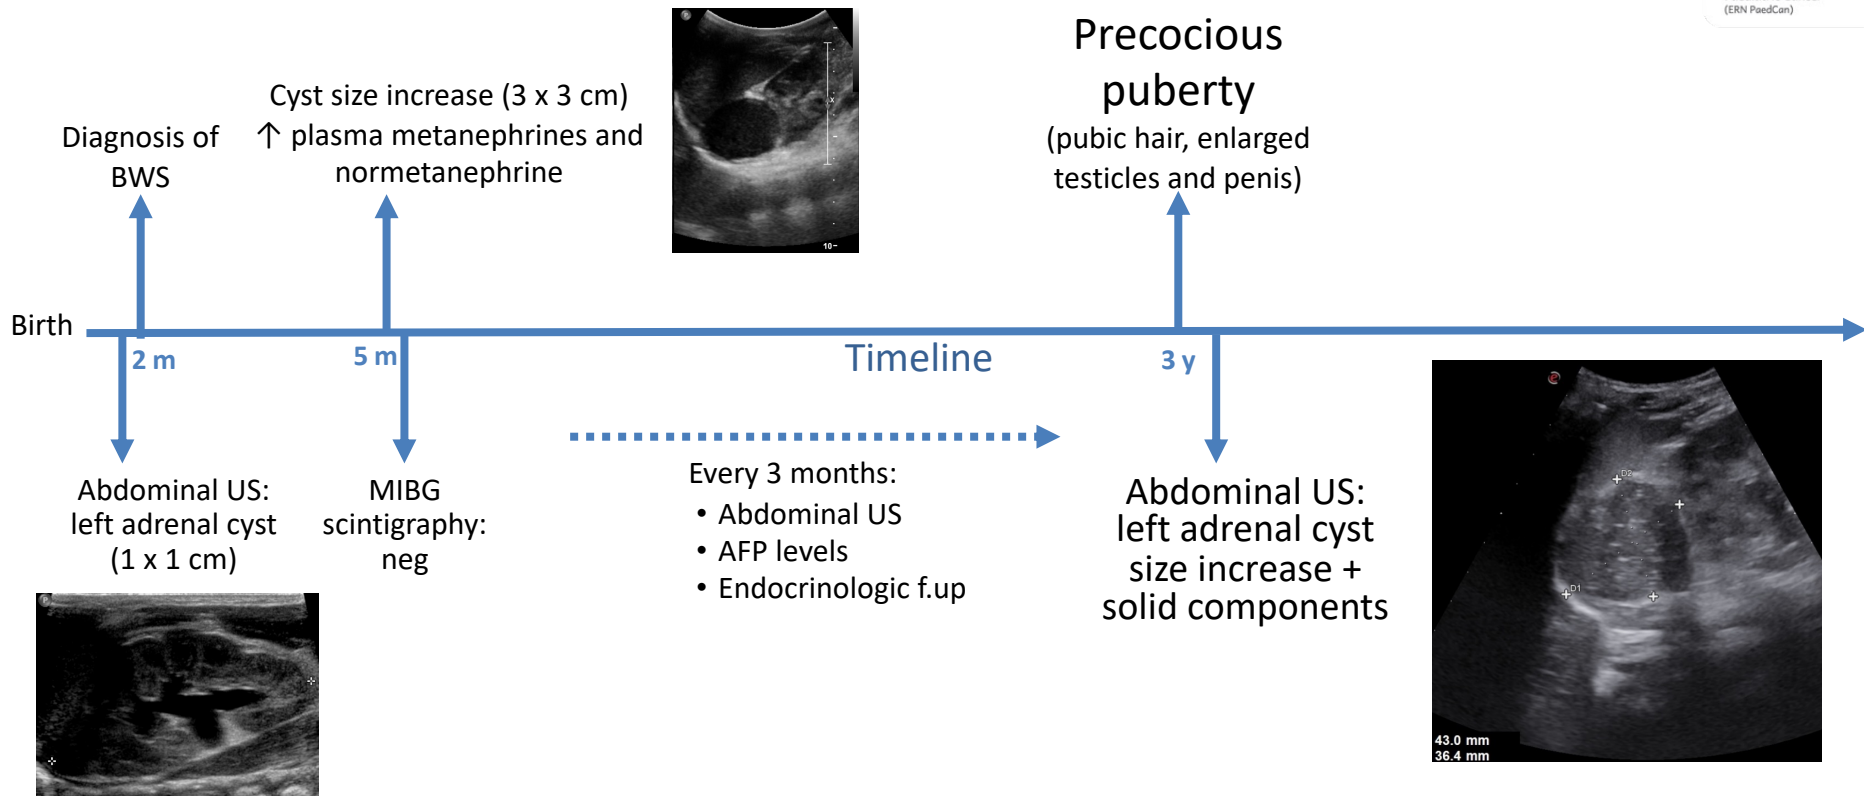 (ERN PaedCan)
Precocious
puberty
(pubic hair, enlarged
testicles and penis)
Cyst size increase (3 x 3 cm)
↑ plasma metanephrines and
normetanephrine
Diagnosis of
BWS
10-
Birth
2 m
5 m
Timeline
3 y
Abdominal US:
left adrenal cyst
(1 x 1 cm)
MIBG
scintigraphy:
neg
Every 3 months:
• Abdominal US
• AFP levels
• Endocrinologic f.up
Abdominal US:
left adrenal cyst
size increase +
solid components
D2
D1
43.0 mm
36.4 mm